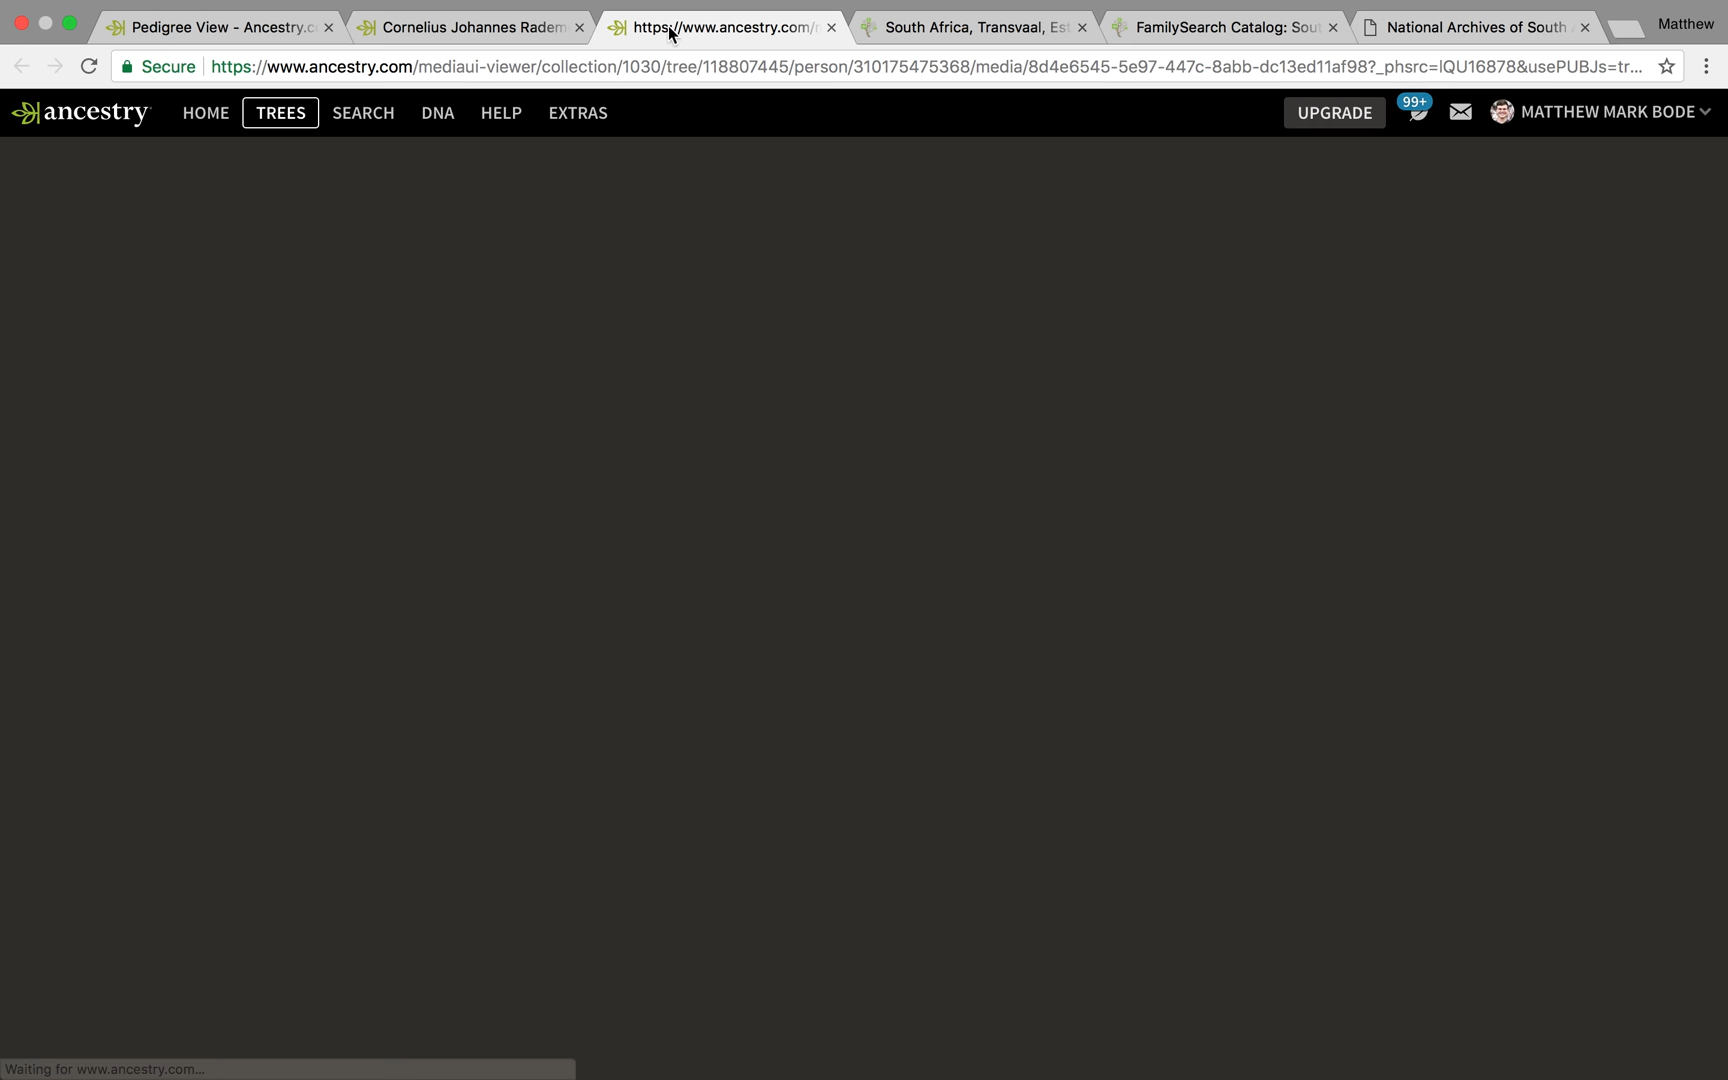 Pedigree View - Ancestry.c
Cornelius Johannes Radem
https://www.ancestry.com/
South Africa, Transvaal, Est
FamilySearch Catalog: Sout
National Archives of South
Matthew
Secure
https://www.ancestry.com/mediaui-viewer/collection/1030/tree/118807445/person/310175475368/media/8d4e6545-5e97-447c-8abb-dc13ed11af98?_phsrc=lQU16878&usePUBJs=tr...
ancestry
HOME
TREES
SEARCH
DNA
HELP
EXTRAS
UPGRADE
99+
MATTHEW MARK BODE
Waiting for www.ancestry.com...